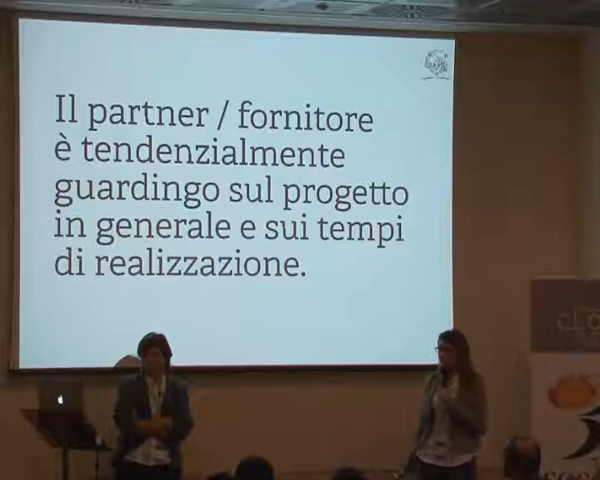 Il partner / fornitore
è tendenzialmente
guardingo sul progetto
in generale e sui tempi
di realizzazione.